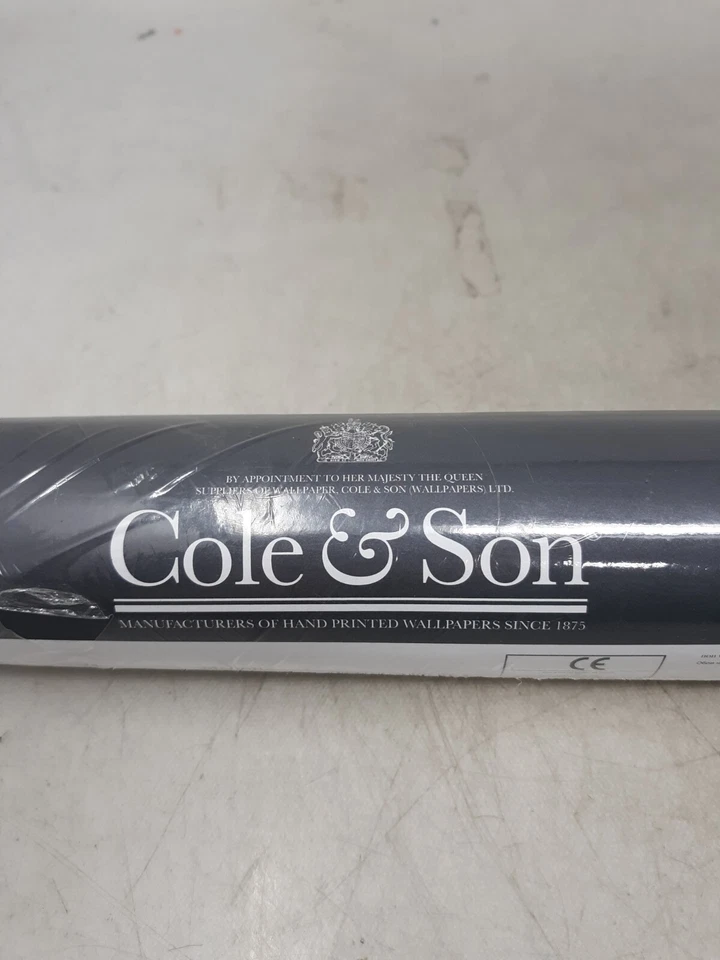 BY APPOINTMENT TO HER MAJESTY THE QUEEN
SUPPLIERS OF WALLPAPER, COLE & SON (WALLPAPERS) LTD.
Cole & Son
MANUFACTURERS OF HAND PRINTED WALLPAPERS SINCE 1875
CE